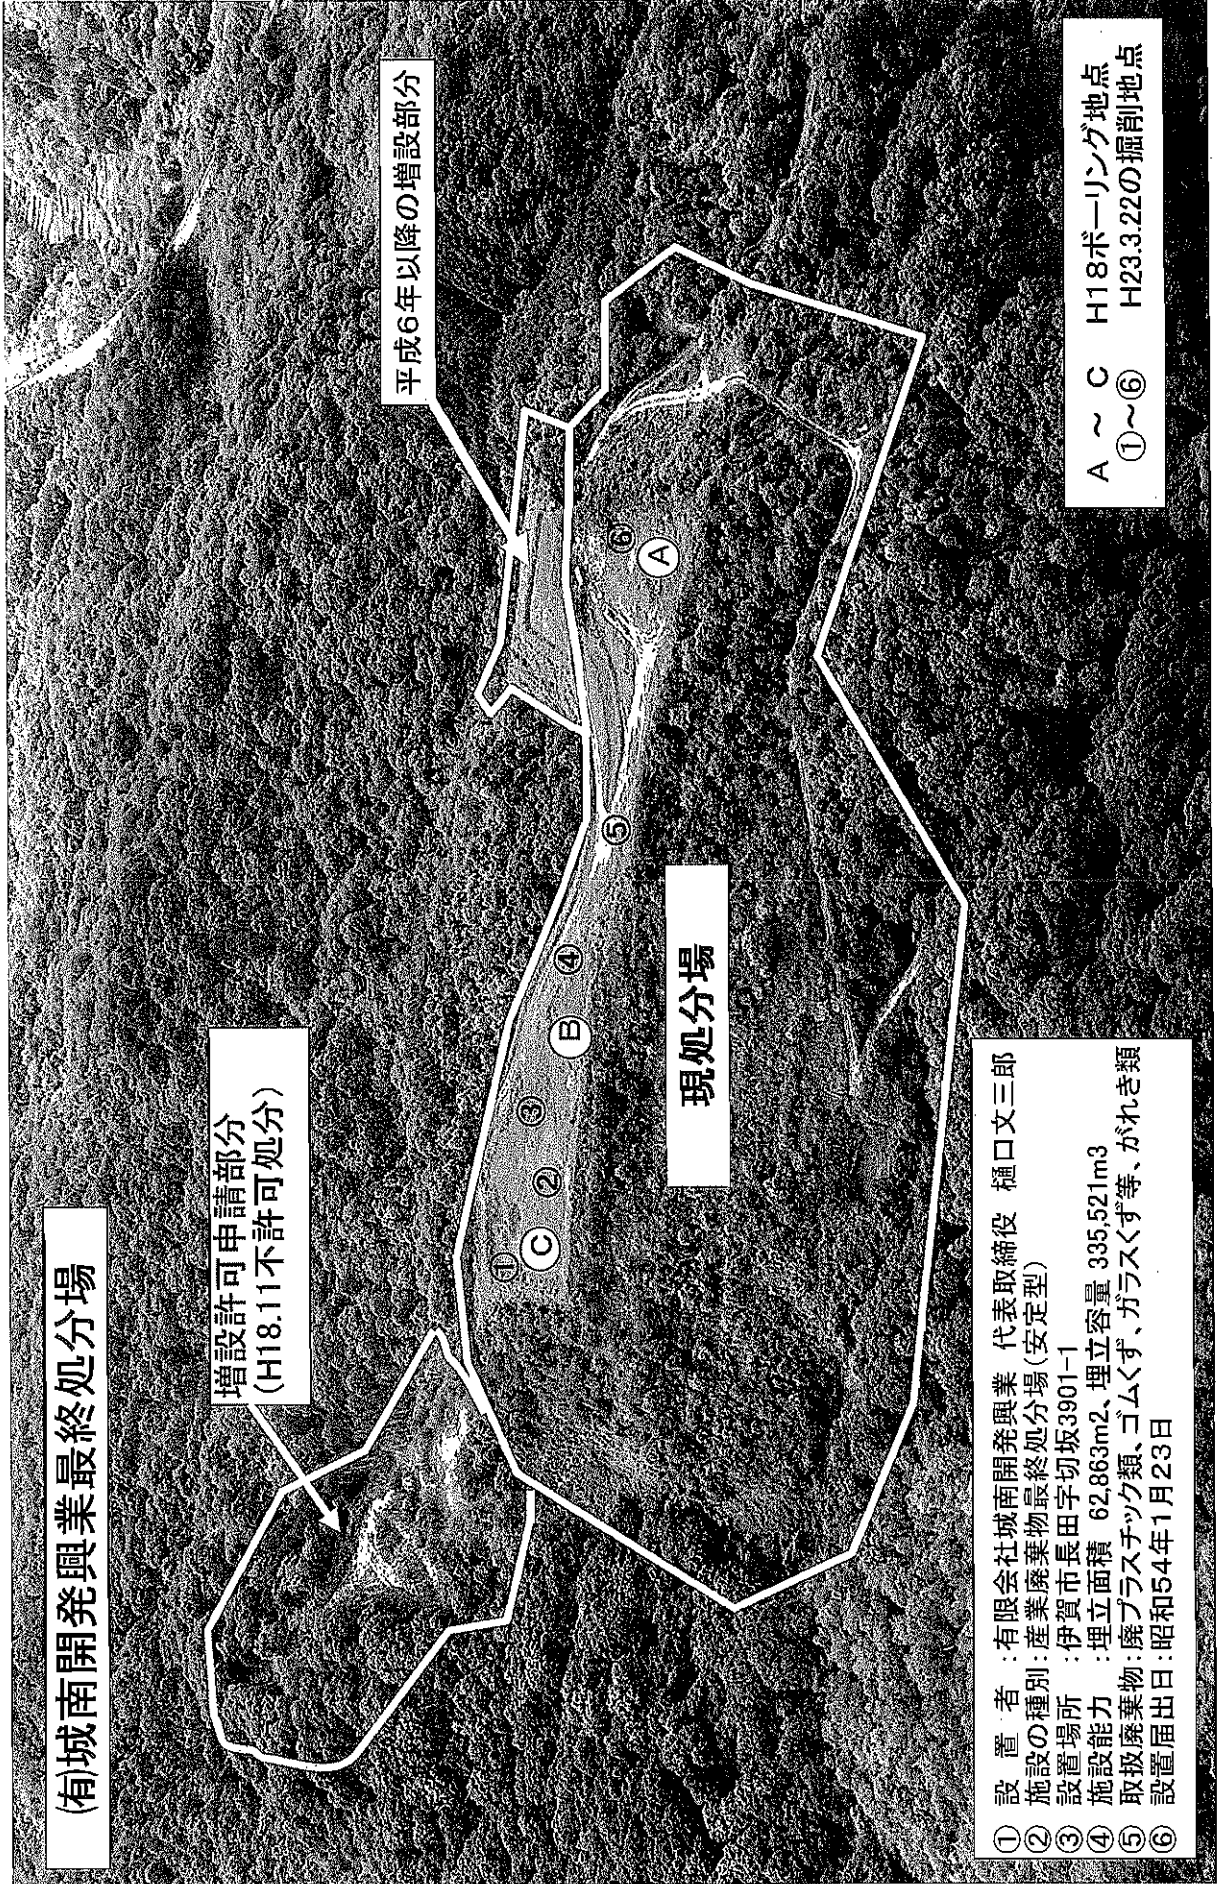 (有)城南開発興業最終処分場
増設許可申請部分
(H18.11不許可処分)
平成6年以降の増設部分
①
C
②
③
B
④
⑤
⑥
A
現処分場
① 設置者：有限会社城南開発興業 代表取締役 樋口文三郎
② 施設の種別：産業廃棄物最終処分場(安定型)
③ 設置場所：伊賀市長田字切坂3901-1
④ 施設能力：埋立面積 62,863m2、埋立容量 335,521m3
⑤ 取扱廃棄物：廃プラスチック類、ゴムくず、ガラスくず等、がれき類
⑥ 設置届出日：昭和54年1月23日
A ～ C H18ボーリング地点
①～⑥ H23.3.22の掘削地点